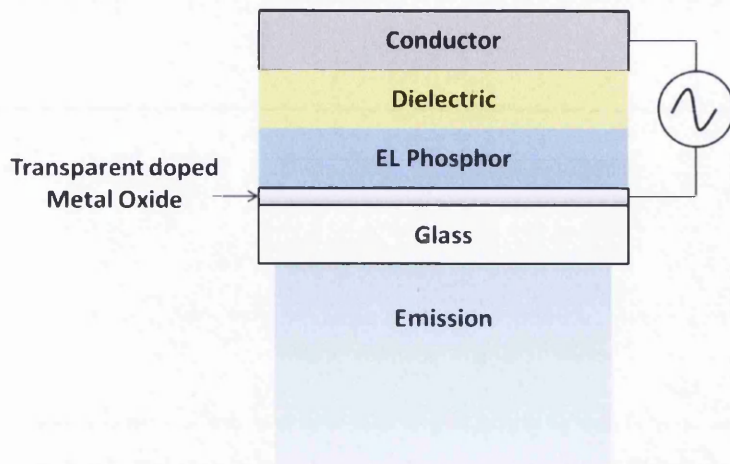 Conductor
Dielectric
EL Phosphor
Transparent doped
Metal Oxide
Glass
Emission